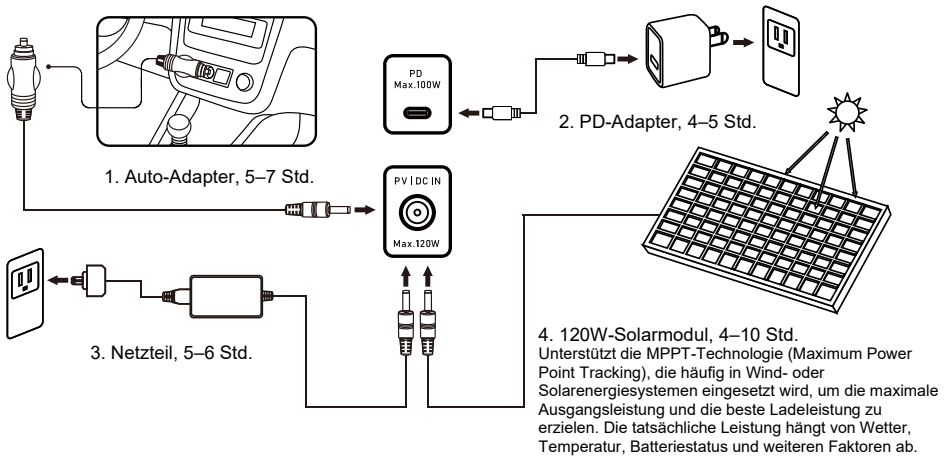 PD
Max.100W
2. PD-Adapter, 4–5 Std.
1. Auto-Adapter, 5–7 Std.
PV | DC IN
Max.120W
3. Netzteil, 5–6 Std.
4. 120W-Solarmodul, 4–10 Std.
Unterstützt die MPPT-Technologie (Maximum Power
Point Tracking), die häufig in Wind- oder
Solarenergiesystemen eingesetzt wird, um die maximale
Ausgangsleistung und die beste Ladeleistung zu
erzielen. Die tatsächliche Leistung hängt von Wetter,
Temperatur, Batteriestatus und weiteren Faktoren ab.